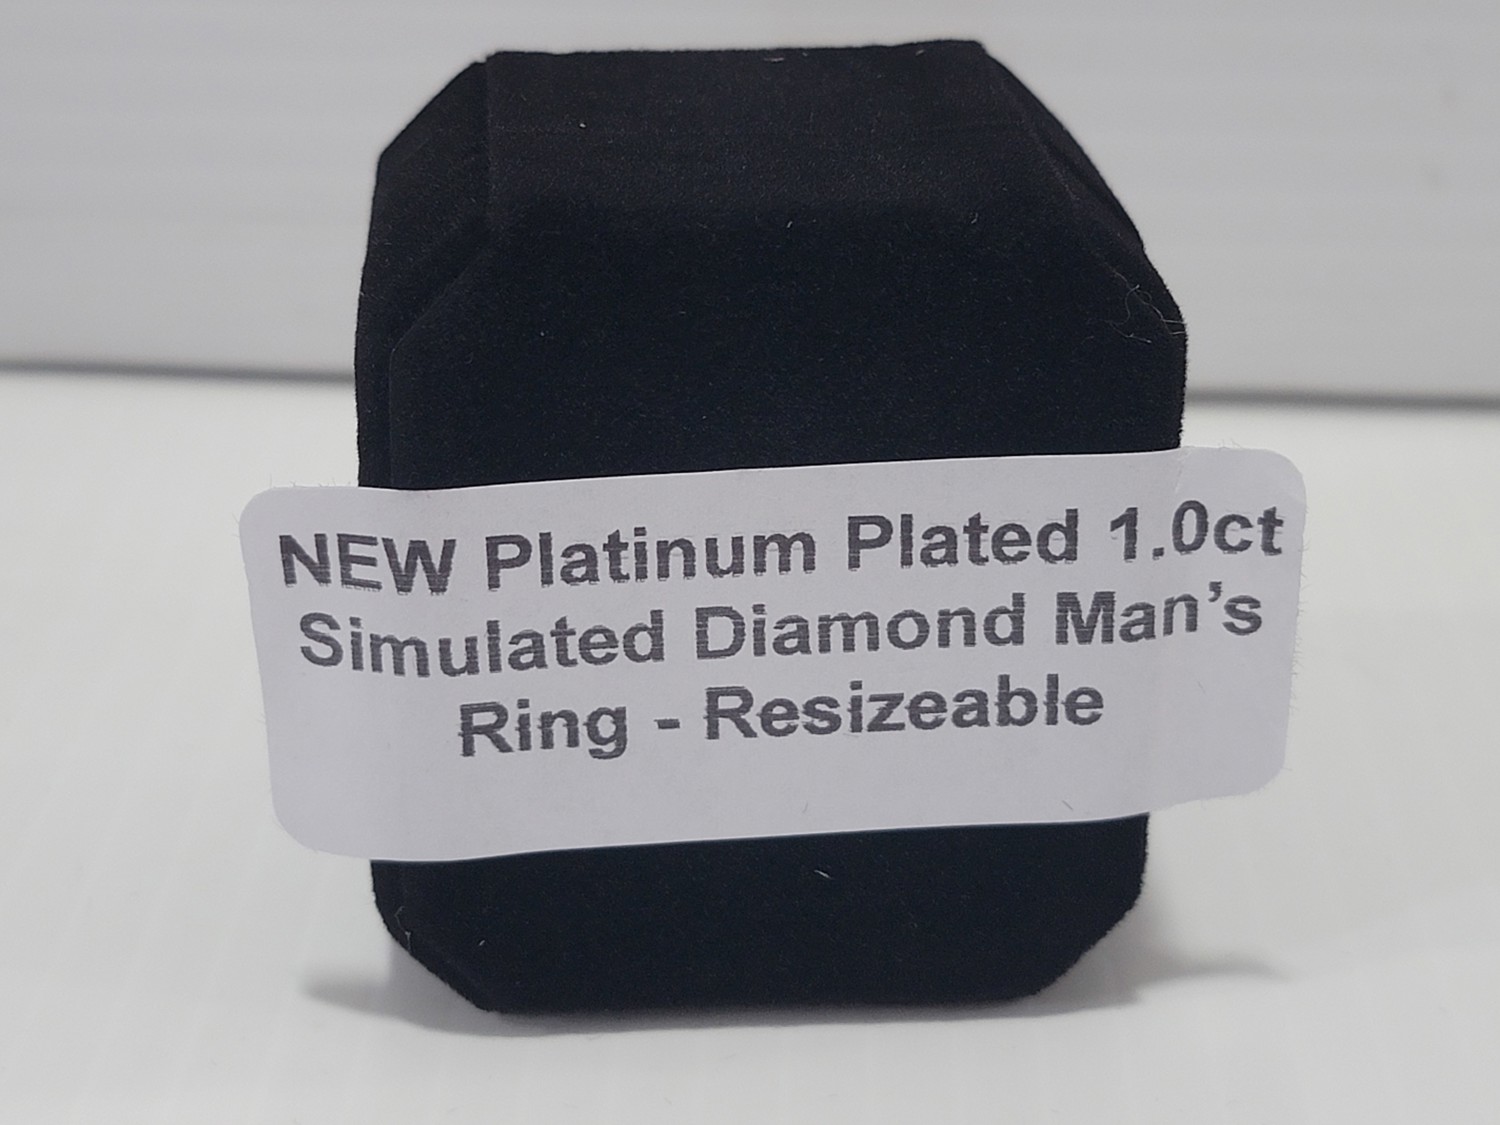 NEW Platinum Plated 1.0ct
Simulated Diamond Man’s
Ring - Resizeable